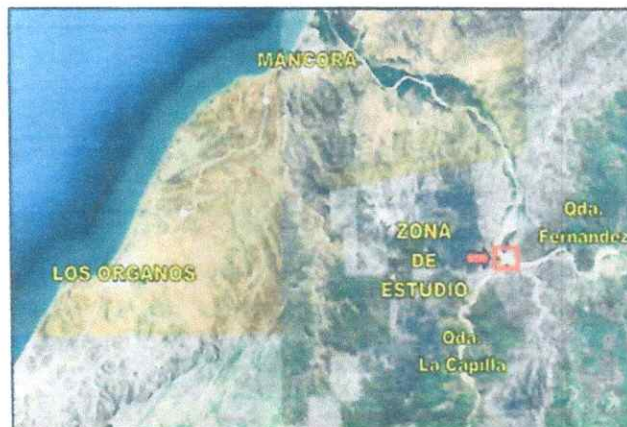 MANCORA
Qda.
Fernandez
ZONA
DE
ESTUDIO
LOS ORGANOS
Qda.
La Capilla